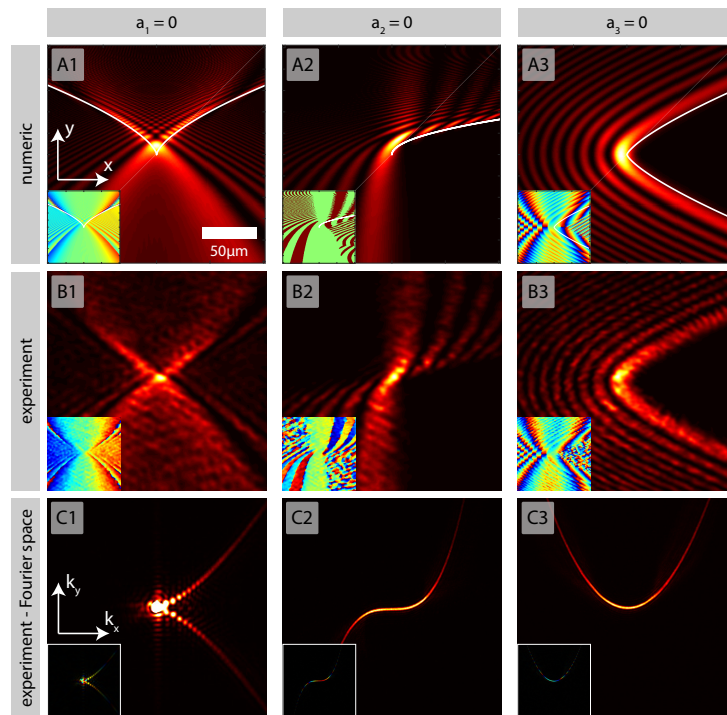 a₁ = 0
a₂ = 0
a₃ = 0
numeric
A1
A2
A3
y
x
50µm
experiment
B1
B2
B3
experiment - Fourier space
C1
C2
C3
kᵧ
kₓ